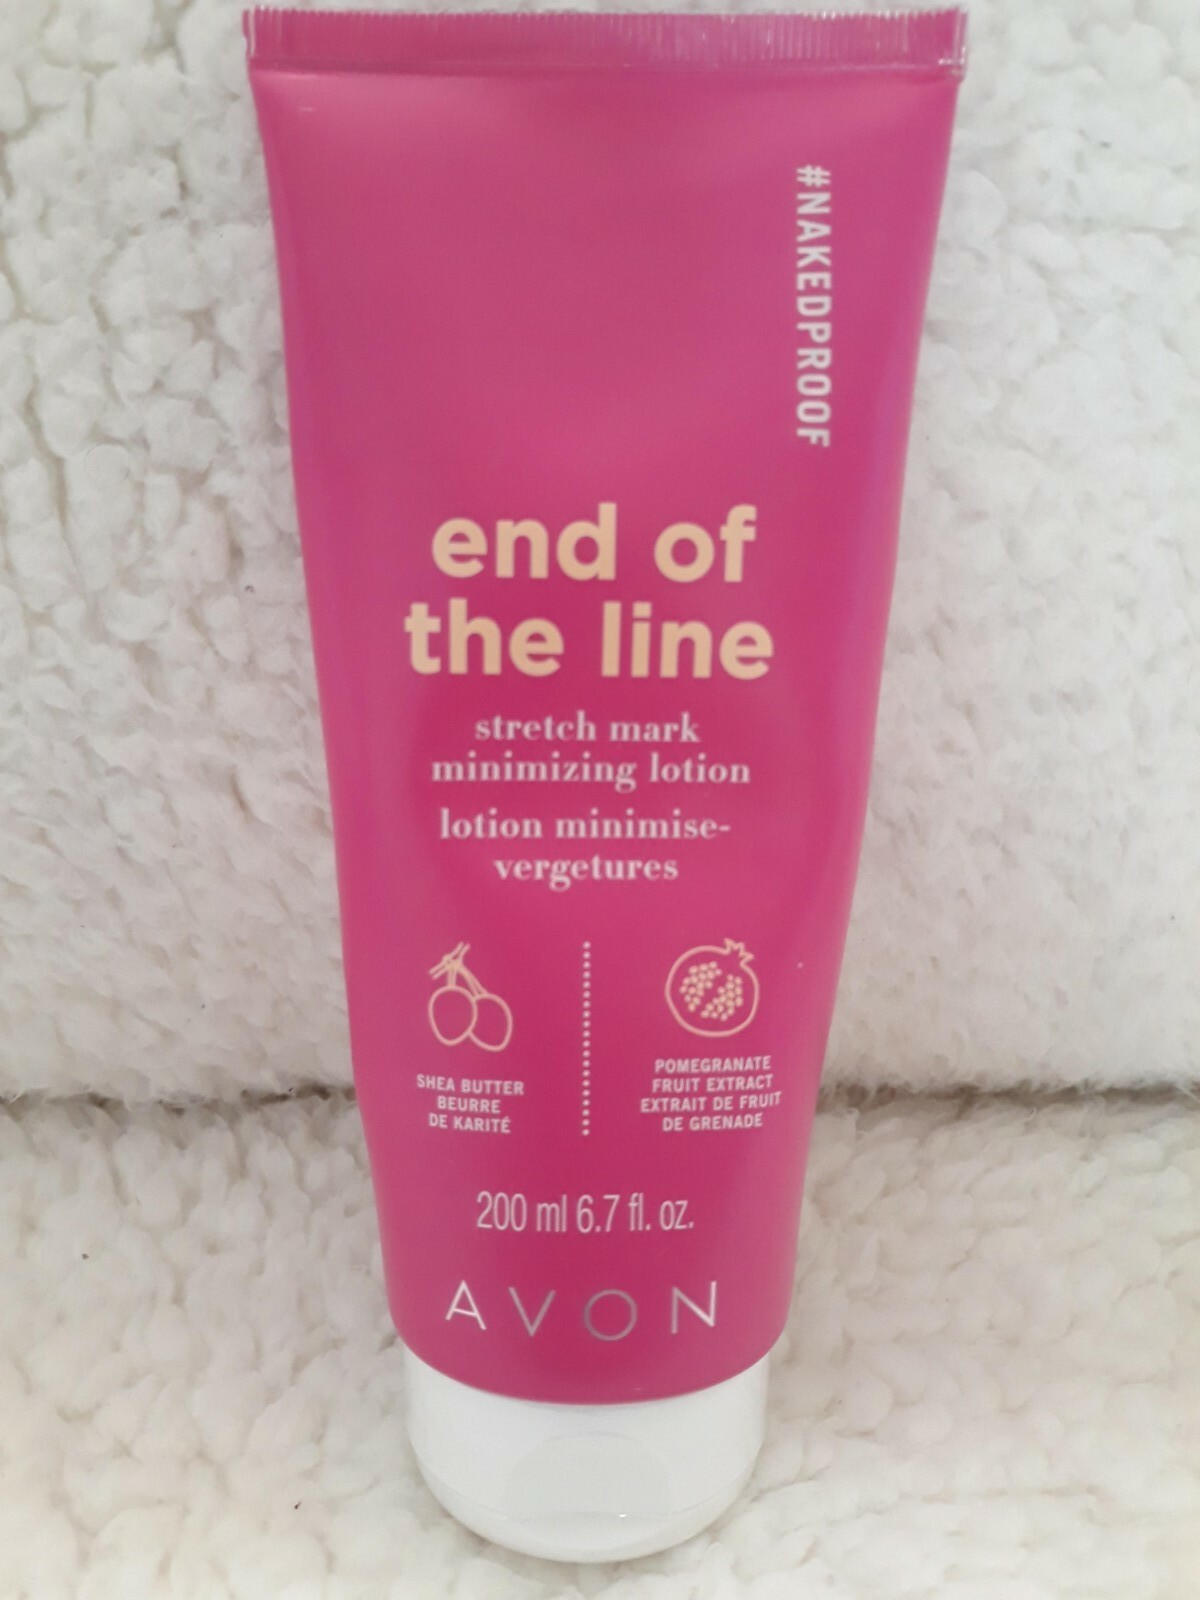 #NAKEDPROOF
end of
the line
stretch mark
minimizing lotion
lotion minimise-
vergetures
SHEA BUTTER
BEURRE
DE KARITÉ
POMEGRANATE
FRUIT EXTRACT
EXTRAIT DE FRUIT
DE GRENADE
200 ml 6.7 fl. oz.
AVON